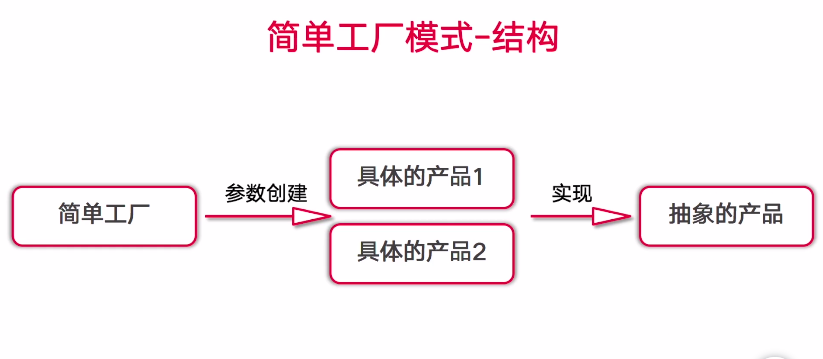 简单工厂模式-结构
简单工厂
参数创建
具体的产品1
具体的产品2
实现
抽象的产品